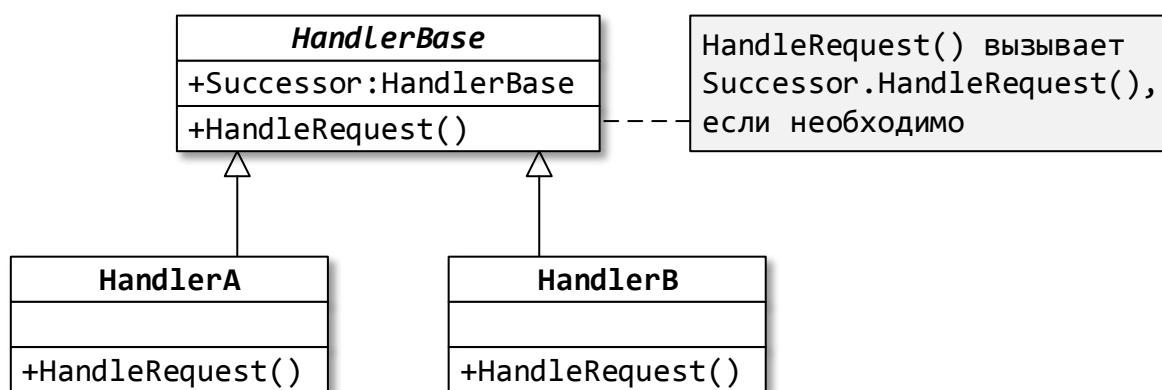 HandlerBase
+Successor:HandlerBase
+HandleRequest()
HandleRequest() вызывает
Successor.HandleRequest(),
если необходимо
HandlerA
+HandleRequest()
HandlerB
+HandleRequest()